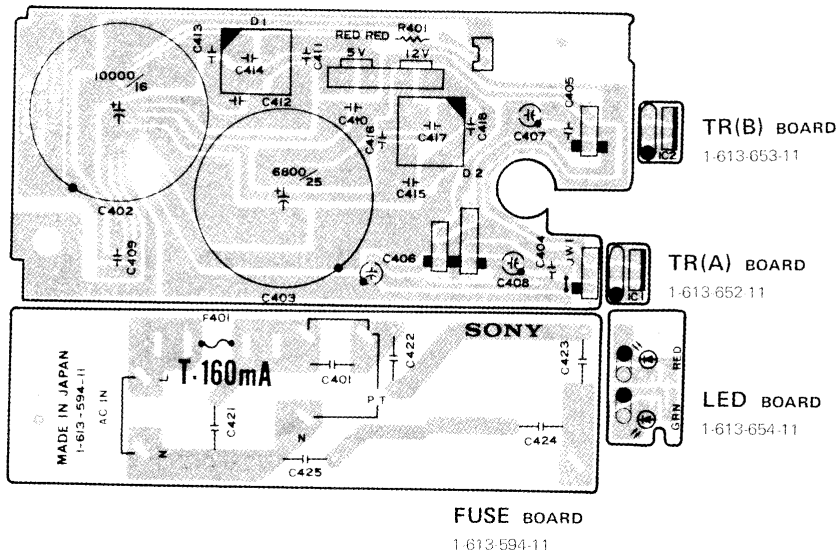 C413
D1
C411
C414
C412
RED RED
R401
5V
12V
10000/16
C402
C410
C416
C417
C418
D2
C415
C407
C405
IC2
TR(B) BOARD
1-613-653-11
6800/25
C403
C409
C406
C408
C404
JW1
IC1
TR(A) BOARD
1-613-652-11
MADE IN JAPAN
1-613-594-11
AC IN
L
N
F401
T·160mA
C421
C401
C422
P T
N
C425
SONY
C423
C424
RED
GRN
LED BOARD
1-613-654-11
FUSE BOARD
1-613-594-11